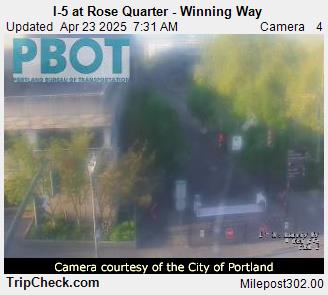 I-5 at Rose Quarter - Winning Way
Updated Apr 23 2025 7:31 AM Camera 4
PBOT
PORTLAND BUREAU OF TRANSPORTATION
Camera courtesy of the City of Portland
TripCheck.com Milepost302.00